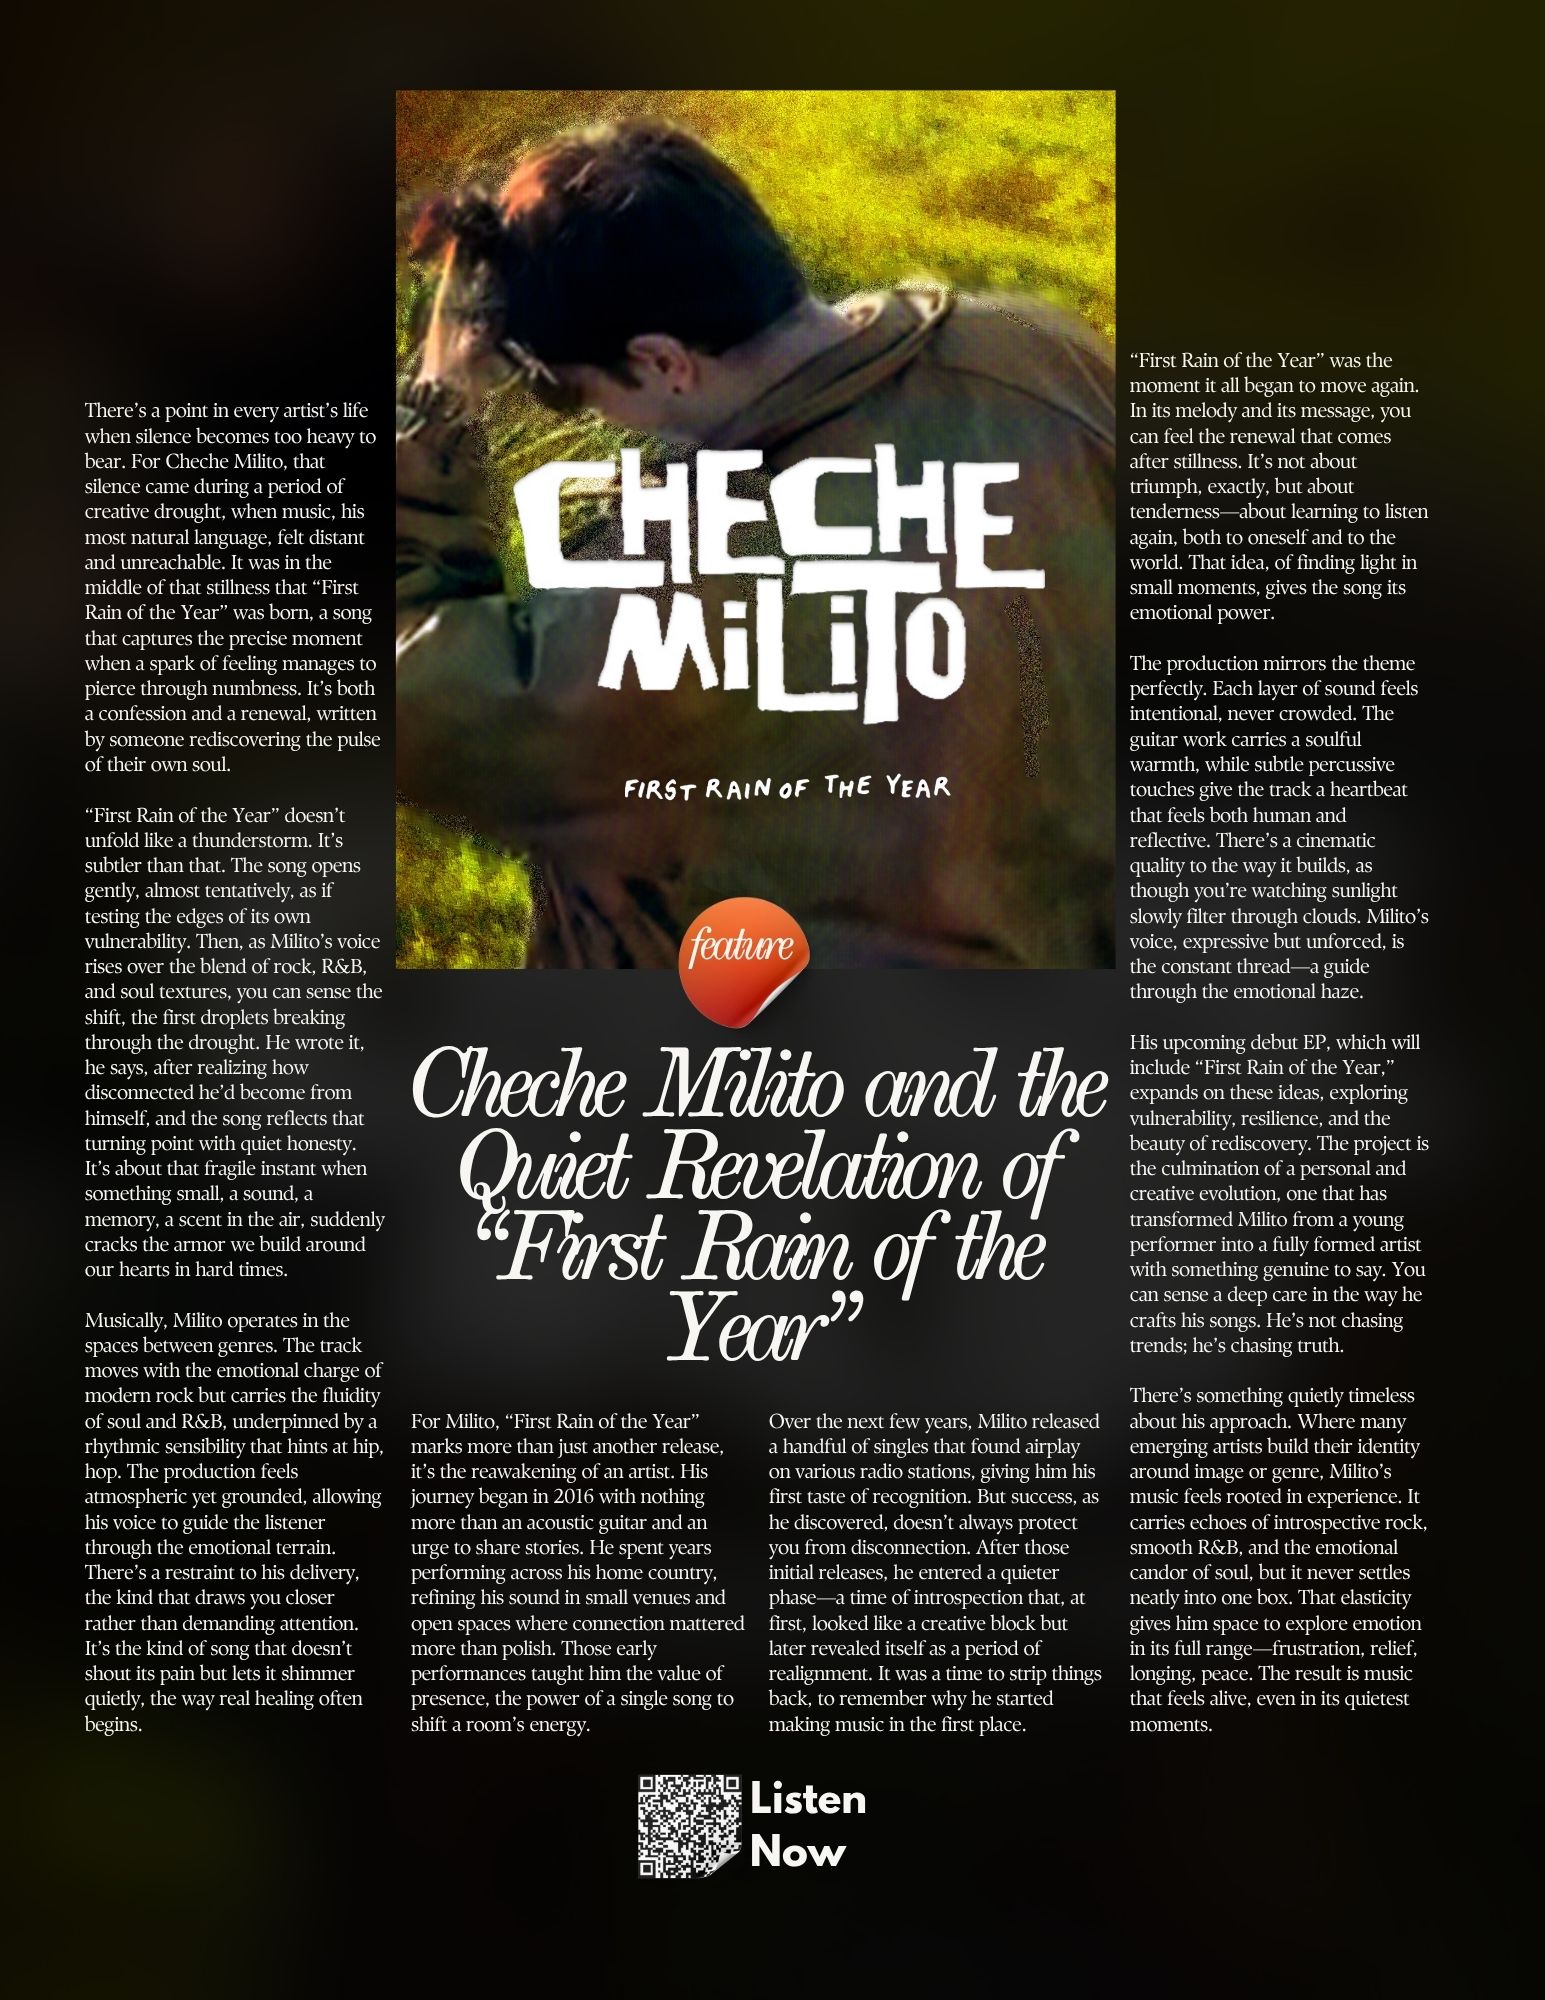 CHECHE
MiLiTO
FIRST RAIN OF THE YEAR
feature
Cheche Milito and the
Quiet Revelation of
“First Rain of the
Year”
There’s a point in every artist’s life
when silence becomes too heavy to
bear. For Cheche Milito, that
silence came during a period of
creative drought, when music, his
most natural language, felt distant
and unreachable. It was in the
middle of that stillness that “First
Rain of the Year” was born, a song
that captures the precise moment
when a spark of feeling manages to
pierce through numbness. It’s both
a confession and a renewal, written
by someone rediscovering the pulse
of their own soul.
“First Rain of the Year” doesn’t
unfold like a thunderstorm. It’s
subtler than that. The song opens
gently, almost tentatively, as if
testing the edges of its own
vulnerability. Then, as Milito’s voice
rises over the blend of rock, R&B,
and soul textures, you can sense the
shift, the first droplets breaking
through the drought. He wrote it,
he says, after realizing how
disconnected he’d become from
himself, and the song reflects that
turning point with quiet honesty.
It’s about that fragile instant when
something small, a sound, a
memory, a scent in the air, suddenly
cracks the armor we build around
our hearts in hard times.
Musically, Milito operates in the
spaces between genres. The track
moves with the emotional charge of
modern rock but carries the fluidity
of soul and R&B, underpinned by a
rhythmic sensibility that hints at hip,
hop. The production feels
atmospheric yet grounded, allowing
his voice to guide the listener
through the emotional terrain.
There’s a restraint to his delivery,
the kind that draws you closer
rather than demanding attention.
It’s the kind of song that doesn’t
shout its pain but lets it shimmer
quietly, the way real healing often
begins.
For Milito, “First Rain of the Year”
marks more than just another release,
it’s the reawakening of an artist. His
journey began in 2016 with nothing
more than an acoustic guitar and an
urge to share stories. He spent years
performing across his home country,
refining his sound in small venues and
open spaces where connection mattered
more than polish. Those early
performances taught him the value of
presence, the power of a single song to
shift a room’s energy.
Over the next few years, Milito released
a handful of singles that found airplay
on various radio stations, giving him his
first taste of recognition. But success, as
he discovered, doesn’t always protect
you from disconnection. After those
initial releases, he entered a quieter
phase—a time of introspection that, at
first, looked like a creative block but
later revealed itself as a period of
realignment. It was a time to strip things
back, to remember why he started
making music in the first place.
“First Rain of the Year” was the
moment it all began to move again.
In its melody and its message, you
can feel the renewal that comes
after stillness. It’s not about
triumph, exactly, but about
tenderness—about learning to listen
again, both to oneself and to the
world. That idea, of finding light in
small moments, gives the song its
emotional power.
The production mirrors the theme
perfectly. Each layer of sound feels
intentional, never crowded. The
guitar work carries a soulful
warmth, while subtle percussive
touches give the track a heartbeat
that feels both human and
reflective. There’s a cinematic
quality to the way it builds, as
though you’re watching sunlight
slowly filter through clouds. Milito’s
voice, expressive but unforced, is
the constant thread—a guide
through the emotional haze.
His upcoming debut EP, which will
include “First Rain of the Year,”
expands on these ideas, exploring
vulnerability, resilience, and the
beauty of rediscovery. The project is
the culmination of a personal and
creative evolution, one that has
transformed Milito from a young
performer into a fully formed artist
with something genuine to say. You
can sense a deep care in the way he
crafts his songs. He’s not chasing
trends; he’s chasing truth.
There’s something quietly timeless
about his approach. Where many
emerging artists build their identity
around image or genre, Milito’s
music feels rooted in experience. It
carries echoes of introspective rock,
smooth R&B, and the emotional
candor of soul, but it never settles
neatly into one box. That elasticity
gives him space to explore emotion
in its full range—frustration, relief,
longing, peace. The result is music
that feels alive, even in its quietest
moments.
Listen
Now